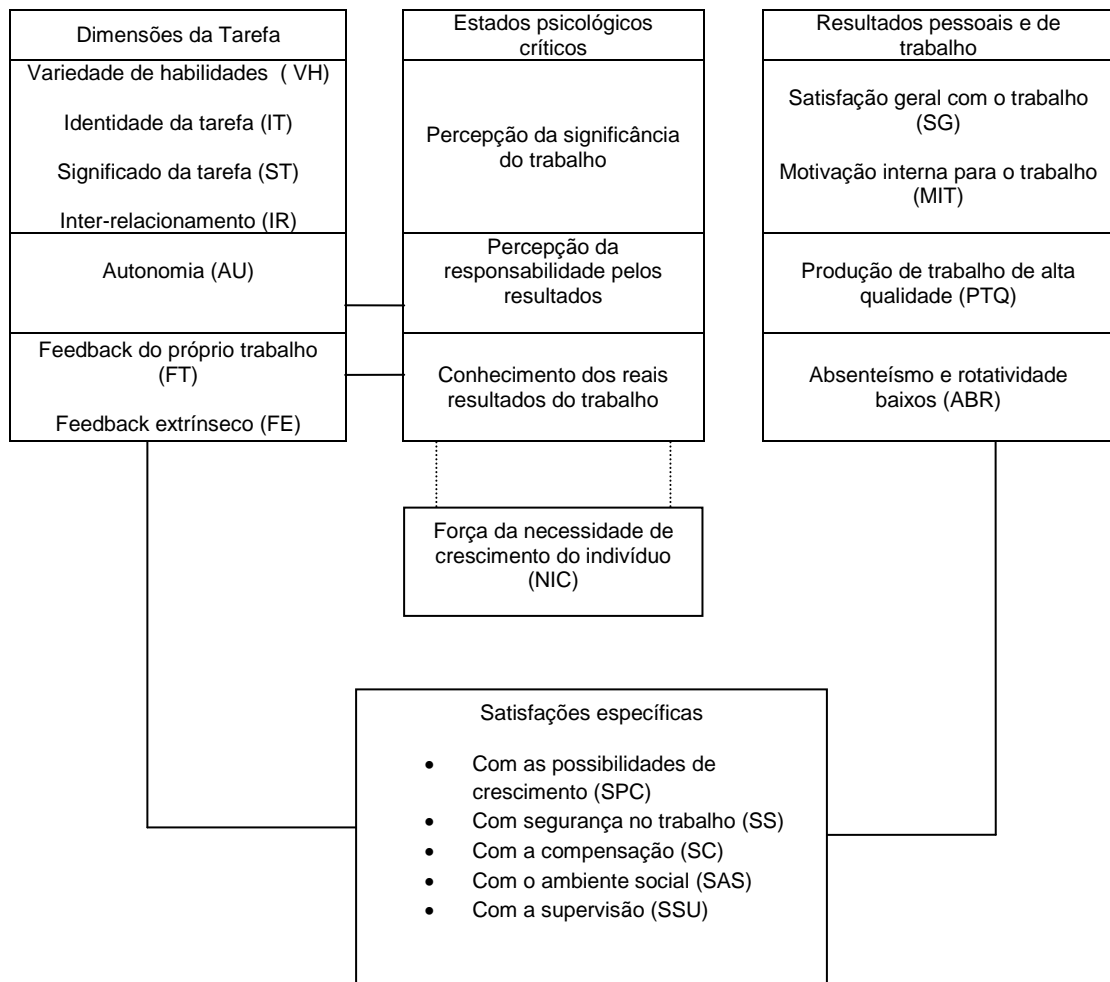 Dimensões da Tarefa
Variedade de habilidades ( VH)
Identidade da tarefa (IT)
Significado da tarefa (ST)
Inter-relacionamento (IR)
Autonomia (AU)
Feedback do próprio trabalho
(FT)
Feedback extrínseco (FE)
Estados psicológicos
críticos
Percepção da significância
do trabalho
Percepção da
responsabilidade pelos
resultados
Conhecimento dos reais
resultados do trabalho
Resultados pessoais e de
trabalho
Satisfação geral com o trabalho
(SG)
Motivação interna para o trabalho
(MIT)
Produção de trabalho de alta
qualidade (PTQ)
Absenteísmo e rotatividade
baixos (ABR)
Força da necessidade de
crescimento do indivíduo
(NIC)
Satisfações específicas
• Com as possibilidades de
crescimento (SPC)
• Com segurança no trabalho (SS)
• Com a compensação (SC)
• Com o ambiente social (SAS)
• Com a supervisão (SSU)